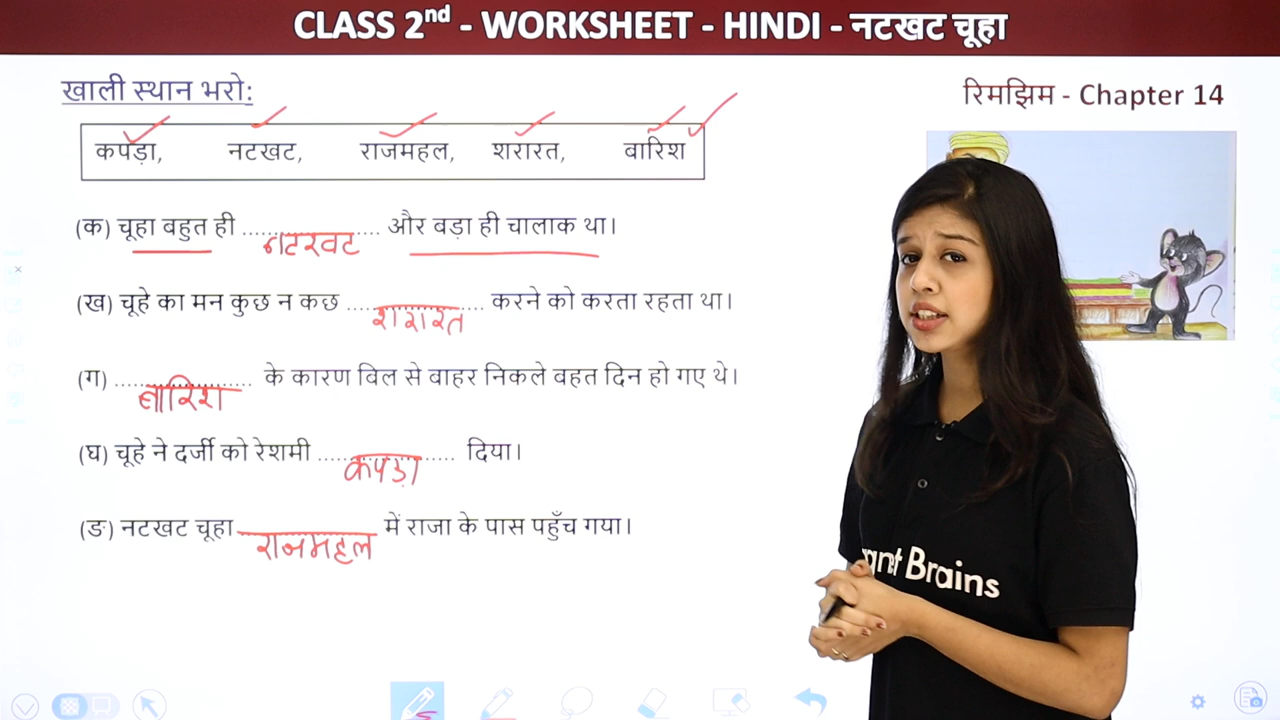 CLASS 2nd - WORKSHEET - HINDI - नटखट चूहा
खाली स्थान भरो:
रिमझिम - Chapter 14
कपड़ा, नटखट, राजमहल, शरारत, बारिश
(क) चूहा बहुत ही नटखट और बड़ा ही चालाक था।
(ख) चूहे का मन कुछ न कछ शरारत करने को करता रहता था।
(ग) बारिश के कारण विल से वाहर निकले वहत दिन हो गए थे।
(घ) चूहे ने दर्जी को रेशमी कपड़ा दिया।
(ङ) नटखट चूहा राजमहल में राजा के पास पहुँच गया।
Brains